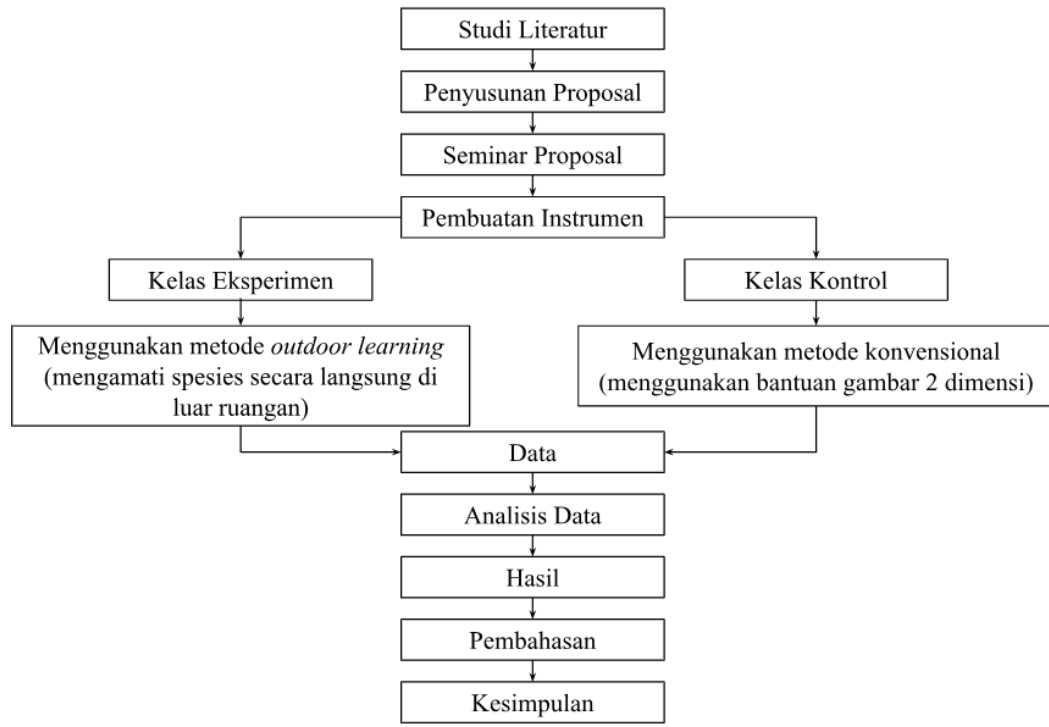 Studi Literatur
Penyusunan Proposal
Seminar Proposal
Pembuatan Instrumen
Kelas Eksperimen
Kelas Kontrol
Menggunakan metode outdoor learning
(mengamati spesies secara langsung di
luar ruangan)
Menggunakan metode konvensional
(menggunakan bantuan gambar 2 dimensi)
Data
Analisis Data
Hasil
Pembahasan
Kesimpulan